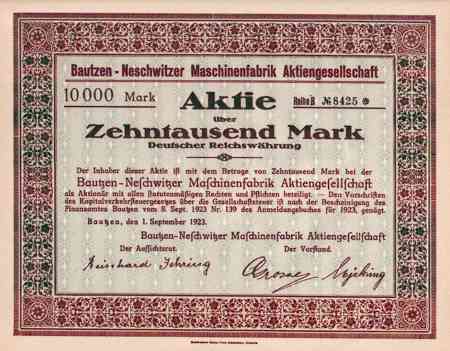 Bautzen - Neschwitzer Maschinenfabrik Aktiengesellschaft
10000 Mark
Aktie
Reihe B № 8425
über
Zehntausend Mark
Deutscher Reichswährung
Der Inhaber dieser Aktie ist mit dem Betrage von Zehntausend Mark bei der
Bautzen-Neschwitzer Maschinenfabrik Aktiengesellschaft
als Aktionär mit allen statutenmäßigen Rechten und Pflichten beteiligt. – Den Vorschriften
des Kapitalverkehrsteuergesetzes über die Gesellschaftssteuer ist nach der Bescheinigung des
Finanzamtes Bautzen vom 5. Sept. 1923 Nr. 139 des Anmeldungsbuches für 1923, genügt.
Bautzen, den 1. September 1923.
Bautzen-Neschwitzer Maschinenfabrik Aktiengesellschaft
Der Aufsichtsrat. Der Vorstand.